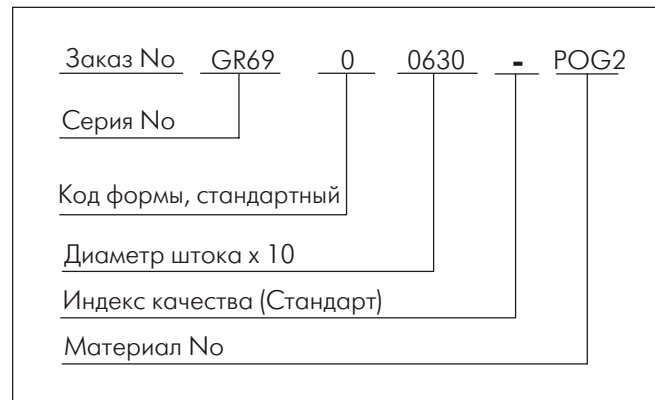 Заказ No GR69 0 0630 - POG2
Серия No
Код формы, стандартный
Диаметр штока x 10
Индекс качества (Стандарт)
Материал No